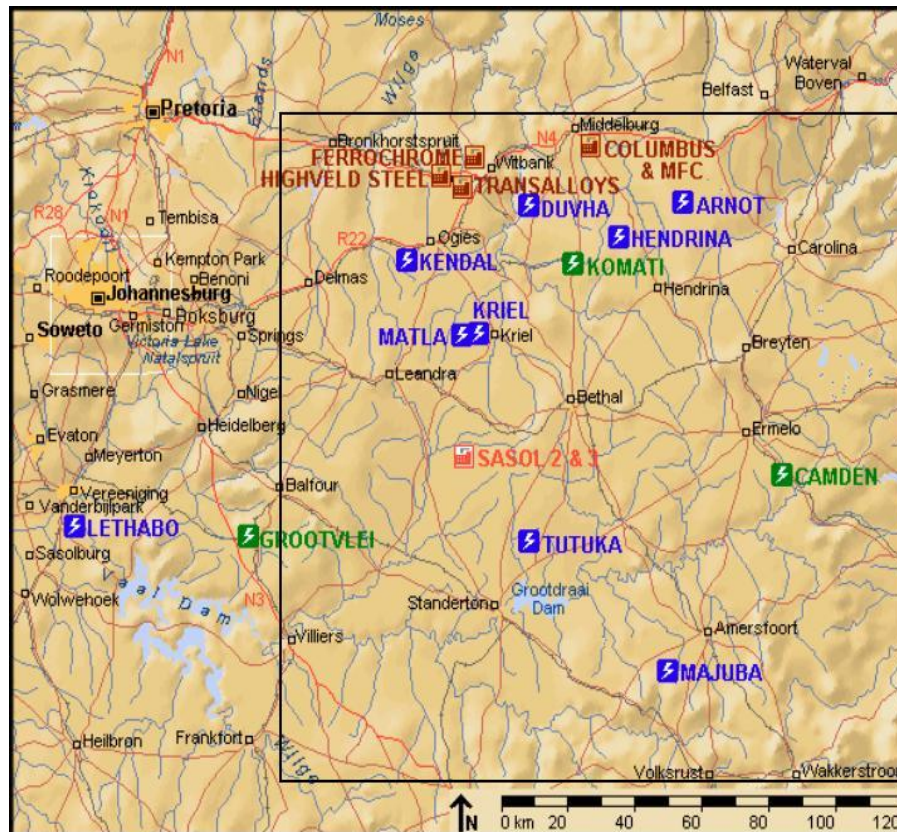 Moses
N1
Elands
Wilge
Waterval
Boven
Belfast
Pretoria
Bronkhorstspruit
N4
Middelburg
FERROCHROME
Witbank
COLUMBUS
& MFC
HIGHVELD STEEL
TRANSALLOYS
Krokodil
R28
N1
Tembisa
DUVHA
ARNOT
R22
Ogies
HENDRINA
Carolina
Kempton Park
KENDAL
KOMATI
Roodepoort
Benoni
Delmas
Hendrina
Johannesburg
Boksburg
Germiston
KRIEL
Soweto
Victoria Lake
Natalspruit
Springs
MATLA
Kriel
Breyten
Leandra
Grasmere
Nigel
Bethal
Heidelberg
Ermelo
Evaton
Meyerton
SASOL 2 & 3
CAMDEN
Balfour
Vereeniging
Vanderbijlpark
LETHABO
GROOTVLEI
TUTUKA
Sasolburg
Vaal Dam
Wolwehoek
N3
Standerton
Grootdraai
Dam
Villiers
Amersfoort
MAJUBA
Heilbron
Frankfort
Wilge
Volksrust
Wakkerstroom
N
0 km 20 40 60 80 100 120